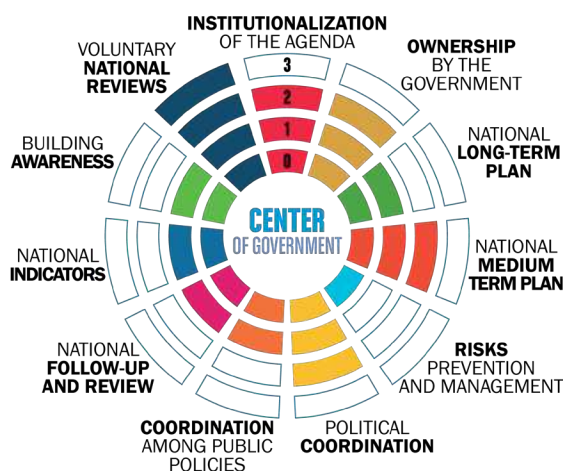 INSTITUTIONALIZATION
OF THE AGENDA
OWNERSHIP
BY THE
GOVERNMENT
NATIONAL
LONG-TERM
PLAN
NATIONAL
MEDIUM
TERM PLAN
RISKS
PREVENTION
AND MANAGEMENT
POLITICAL
COORDINATION
COORDINATION
AMONG PUBLIC
POLICIES
NATIONAL
FOLLOW-UP
AND REVIEW
NATIONAL
INDICATORS
BUILDING
AWARENESS
VOLUNTARY
NATIONAL
REVIEWS
3
2
1
0
CENTER
OF GOVERNMENT